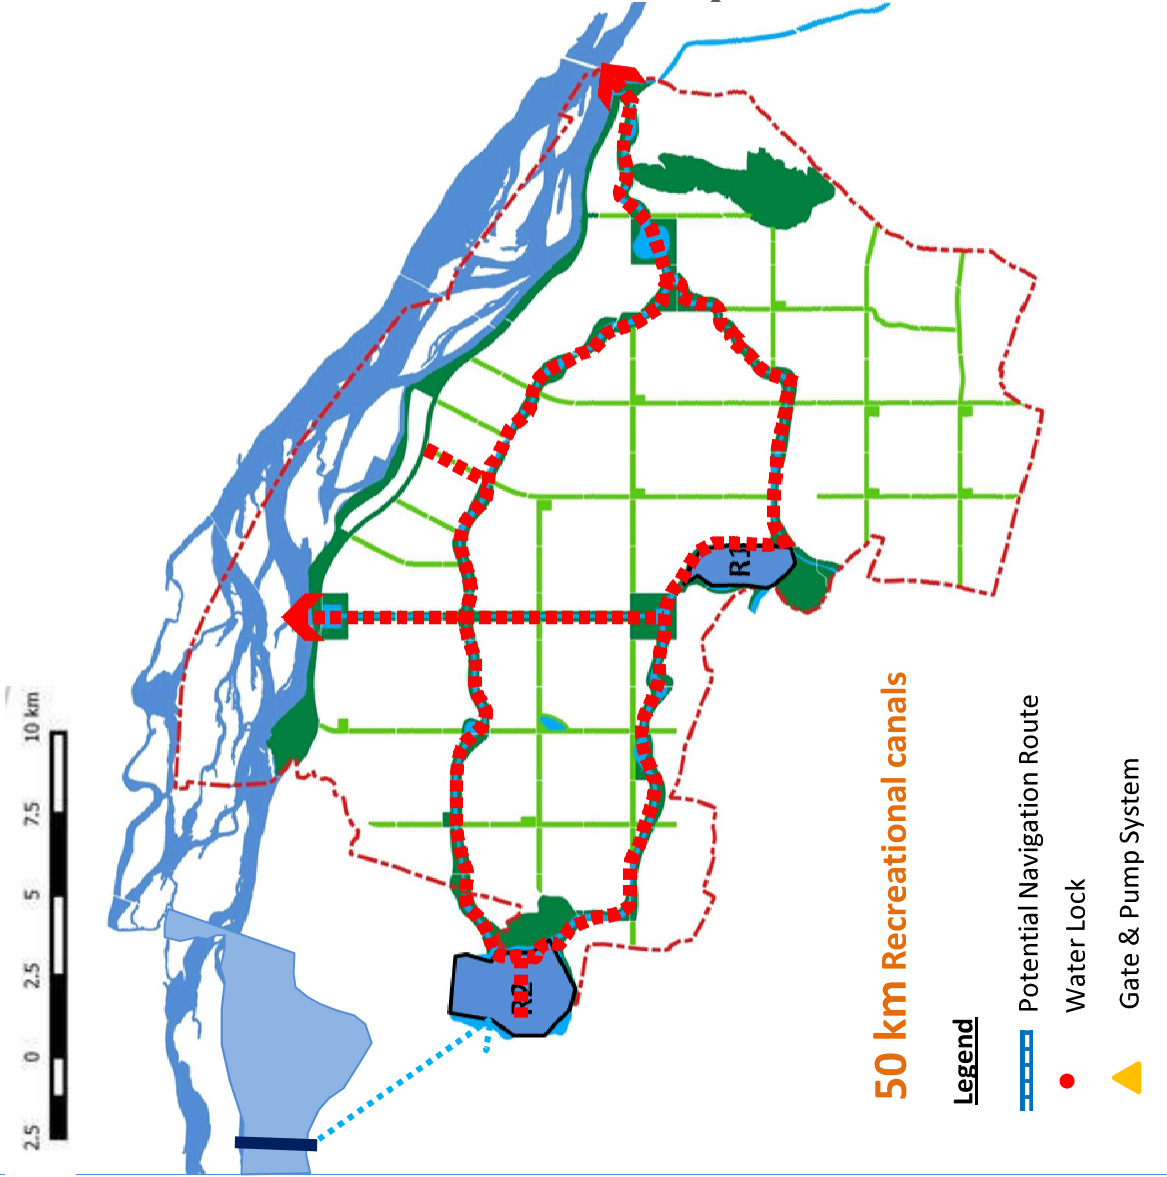 2.5 0 2.5 5 7.5 10 km
R1
R2
50 km Recreational canals
Legend
Potential Navigation Route
Water Lock
Gate & Pump System